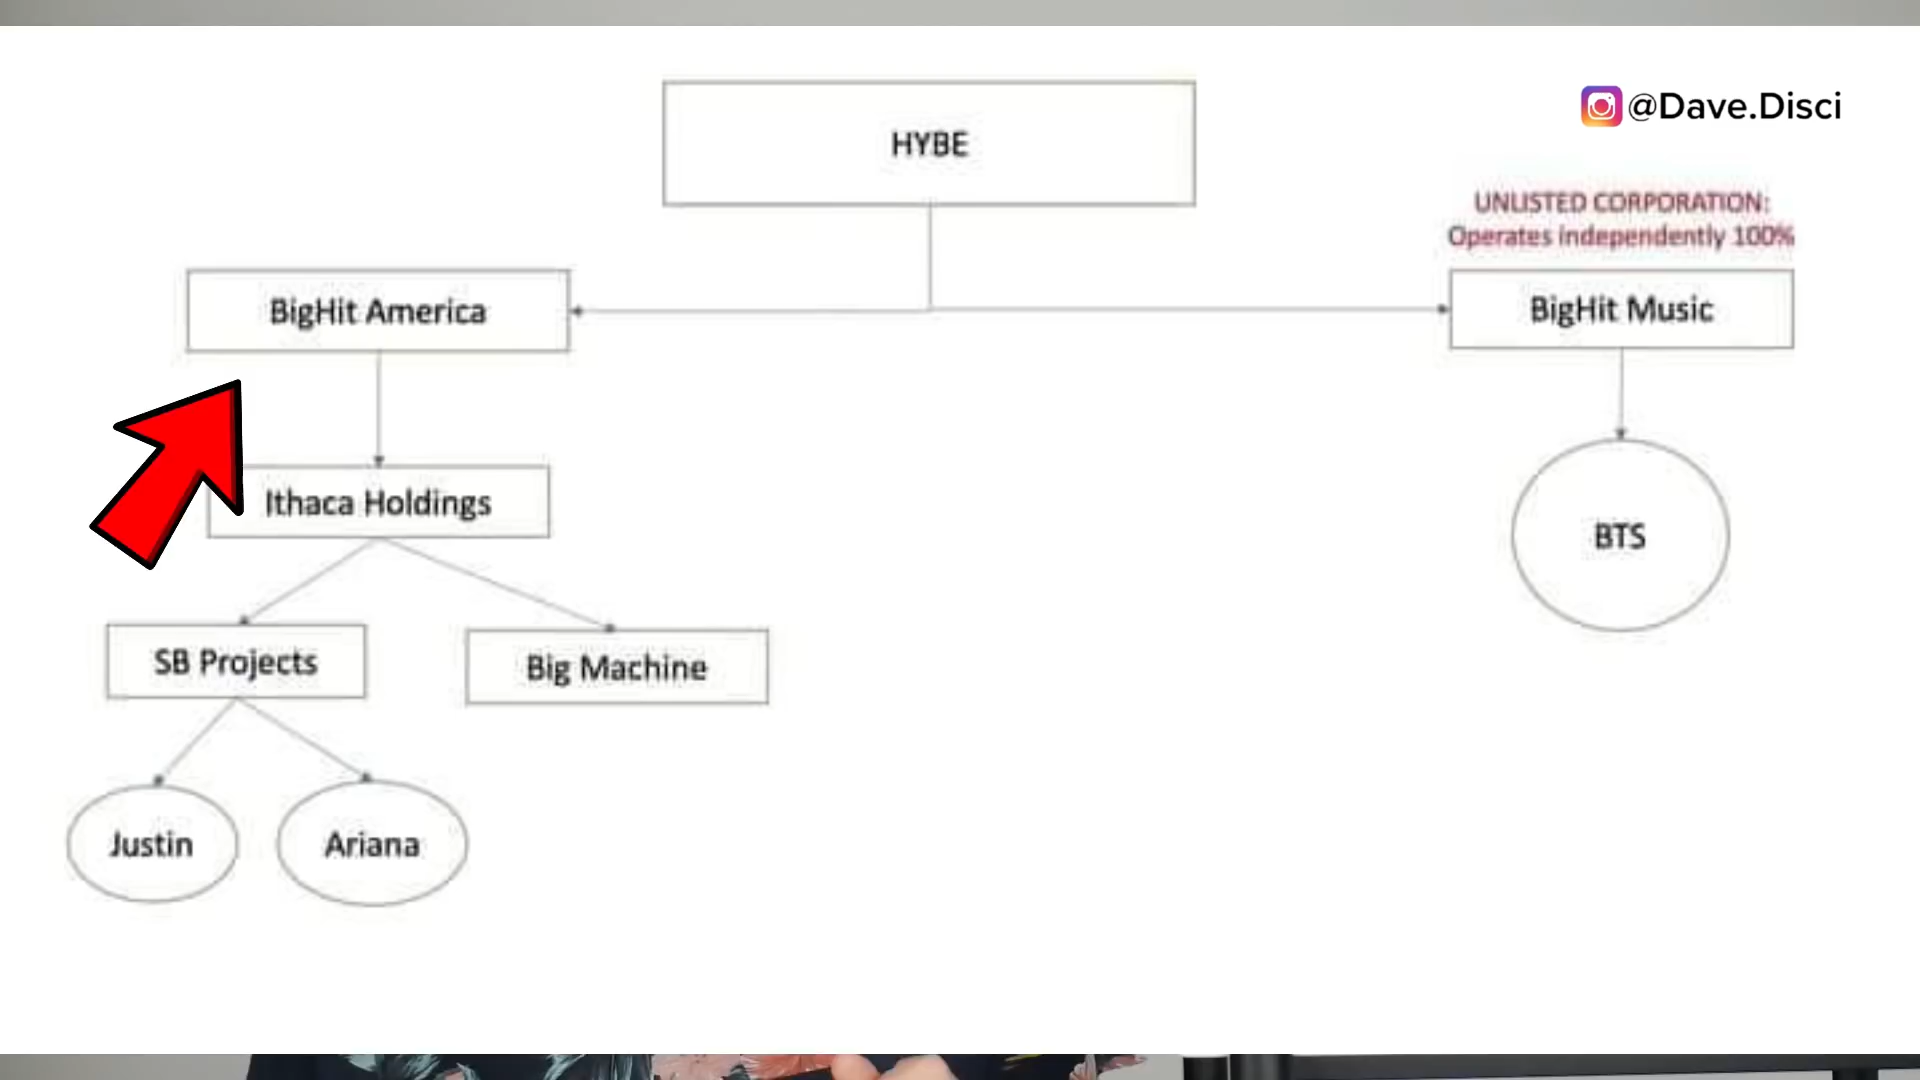 HYBE
@Dave.Disci
UNLISTED CORPORATION:
Operates independently 100%
BigHit America
BigHit Music
Ithaca Holdings
BTS
SB Projects
Big Machine
Justin
Ariana